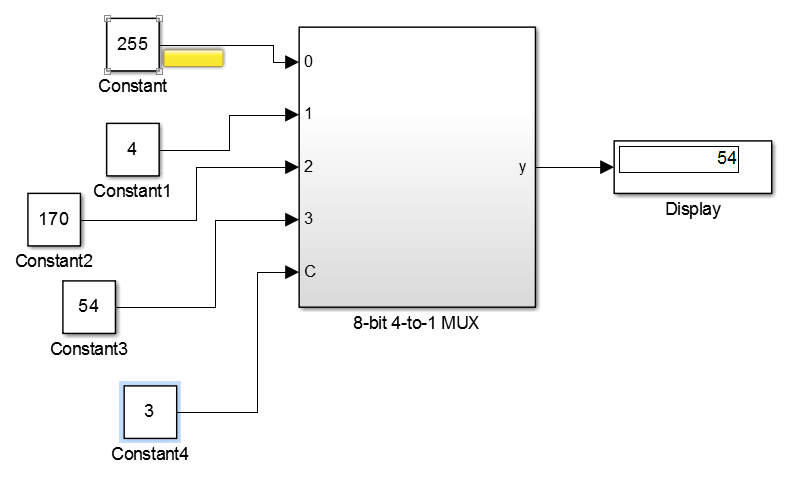 255
Constant
4
Constant1
170
Constant2
54
Constant3
3
Constant4
0
1
2
3
C
y
8-bit 4-to-1 MUX
54
Display